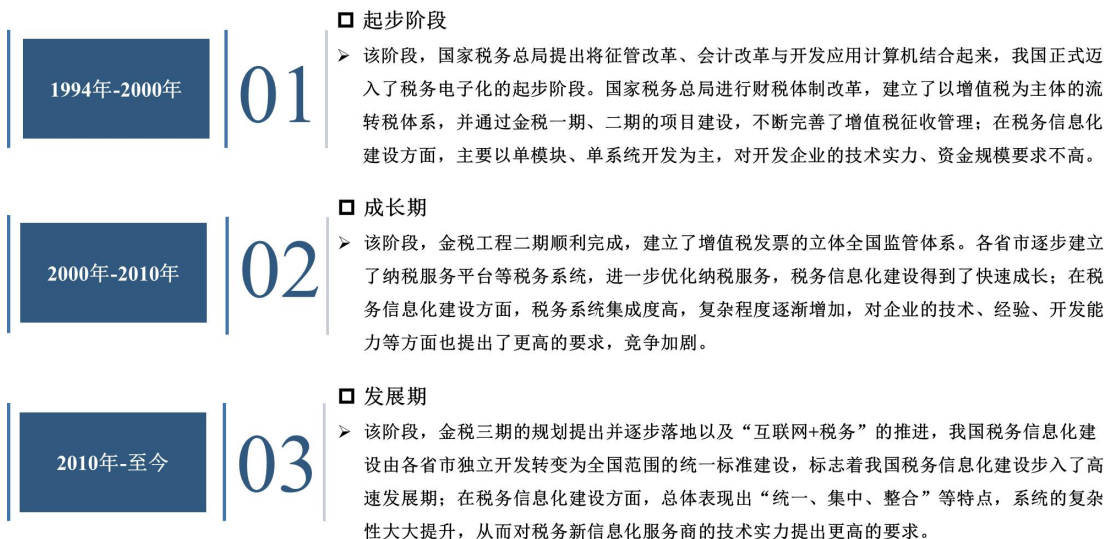 起步阶段
1994年-2000年
01
该阶段，国家税务总局提出将征管改革、会计改革与开发应用计算机结合起来，我国正式迈
入了税务电子化的起步阶段。国家税务总局进行财税体制改革，建立了以增值税为主体的流
转税体系，并通过金税一期、二期的项目建设，不断完善了增值税征收管理；在税务信息化
建设方面，主要以单模块、单系统开发为主，对开发企业的技术实力、资金规模要求不高。
成长期
2000年-2010年
02
该阶段，金税工程二期顺利完成，建立了增值税发票的立体全国监管体系。各省市逐步建立
了纳税服务平台等税务系统，进一步优化纳税服务，税务信息化建设得到了快速成长；在税
务信息化建设方面，税务系统集成度高，复杂程度逐渐增加，对企业的技术、经验、开发能
力等方面也提出了更高的要求，竞争加剧。
发展期
2010年-至今
03
该阶段，金税三期的规划提出并逐步落地以及“互联网+税务”的推进，我国税务信息化建
设由各省市独立开发转变为全国范围的统一标准建设，标志着我国税务信息化建设步入了高
速发展期；在税务信息化建设方面，总体表现出“统一、集中、整合”等特点，系统的复杂
性大大提升，从而对税务新信息化服务商的技术实力提出更高的要求。